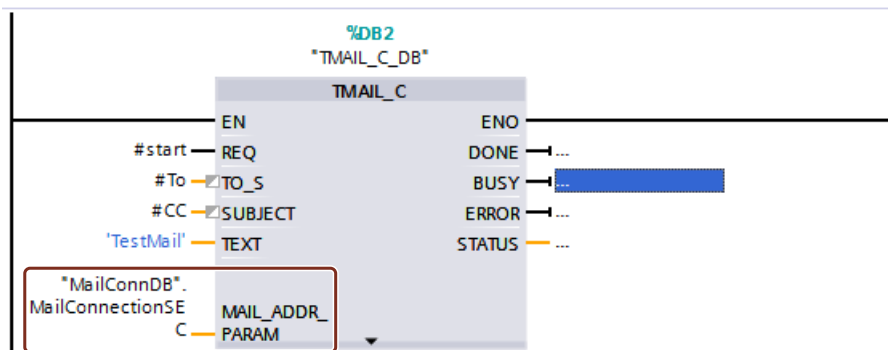 %DB2
"TMAIL_C_DB"
TMAIL_C
EN ENO
#start REQ DONE ...
#To TO_S BUSY ...
#CC SUBJECT ERROR ...
'TestMail' TEXT STATUS ...
"MailConnDB".
MailConnectionSE
C
MAIL_ADDR_
PARAM